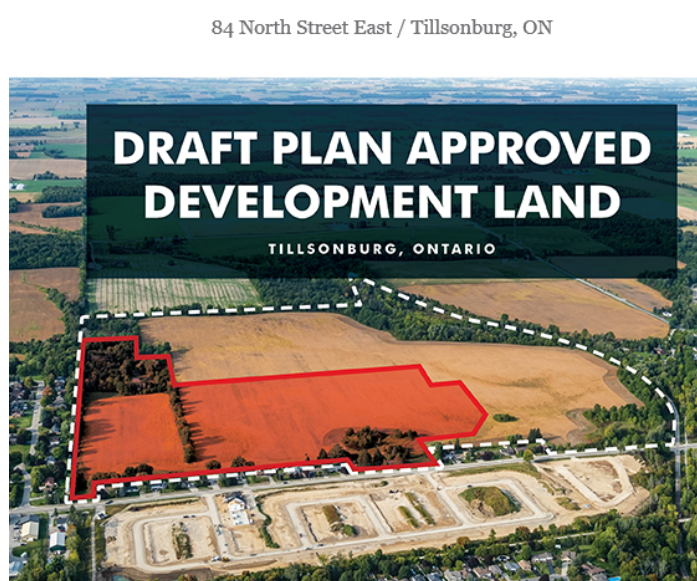 84 North Street East / Tillsonburg, ON
DRAFT PLAN APPROVED
DEVELOPMENT LAND
TILLSONBURG, ONTARIO